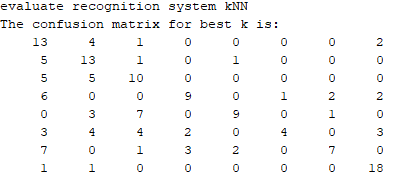 evaluate recognition system kNN
The confusion matrix for best k is:
13 4 1 0 0 0 0 2
5 13 1 0 1 0 0 0
5 5 10 0 0 0 0 0
6 0 0 9 0 1 2 2
0 3 7 0 9 0 1 0
3 4 4 2 0 4 0 3
7 0 1 3 2 0 7 0
1 1 0 0 0 0 0 18